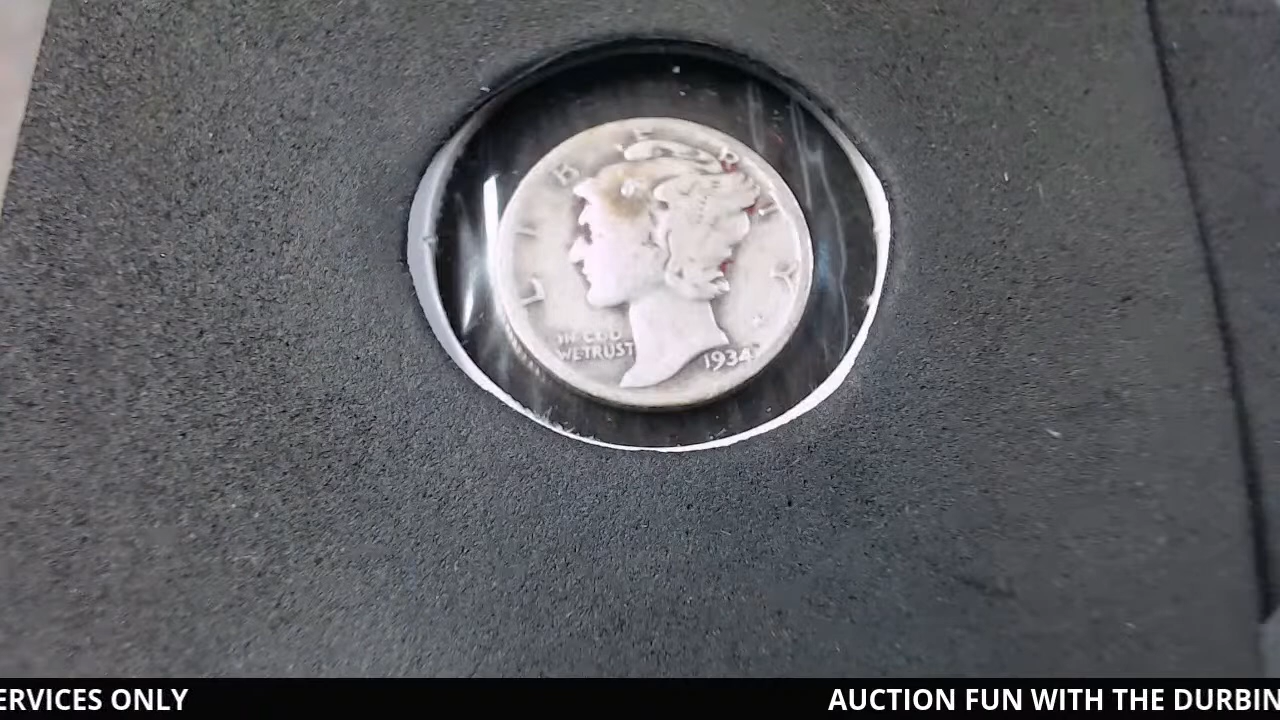 LIBERTY
IN GOD
WE TRUST
1934
ERVICES ONLY
AUCTION FUN WITH THE DURBIN